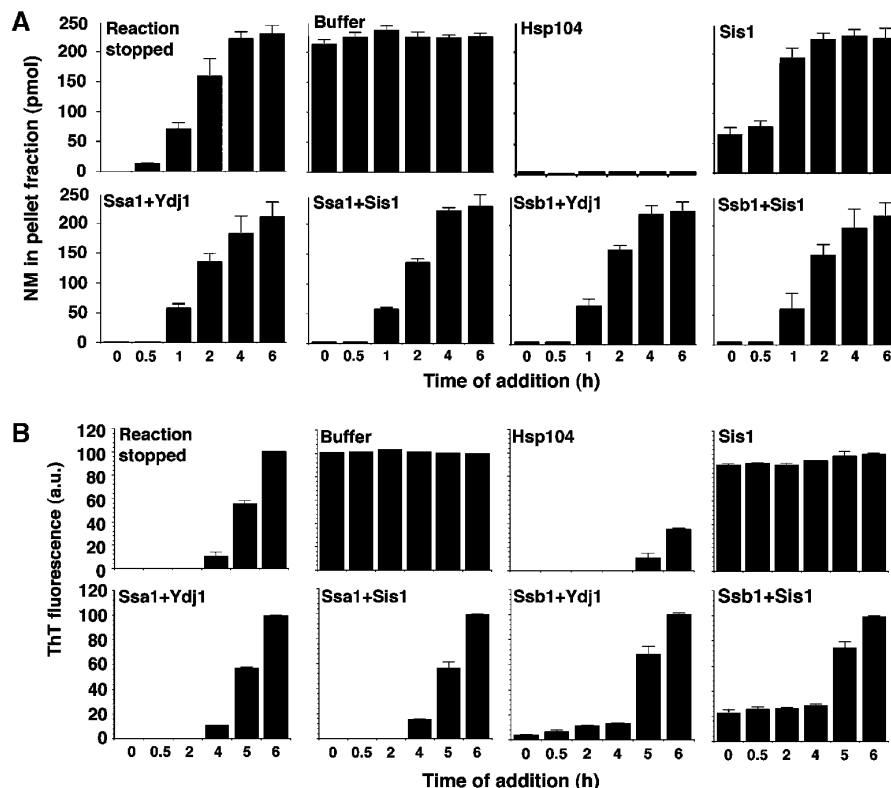 A
Reaction
stopped
Buffer
Hsp104
Sis1
250
200
150
100
50
0
NM in pellet fraction (pmol)
Ssa1+Ydj1
Ssa1+Sis1
Ssb1+Ydj1
Ssb1+Sis1
250
200
150
100
50
0
0 0.5 1 2 4 6
0 0.5 1 2 4 6
0 0.5 1 2 4 6
0 0.5 1 2 4 6
Time of addition (h)
B
Reaction
stopped
Buffer
Hsp104
Sis1
120
100
80
60
40
20
0
ThT fluorescence (a.u.)
Ssa1+Ydj1
Ssa1+Sis1
Ssb1+Ydj1
Ssb1+Sis1
120
100
80
60
40
20
0
0 0.5 2 4 5 6
0 0.5 2 4 5 6
0 0.5 2 4 5 6
0 0.5 2 4 5 6
Time of addition (h)